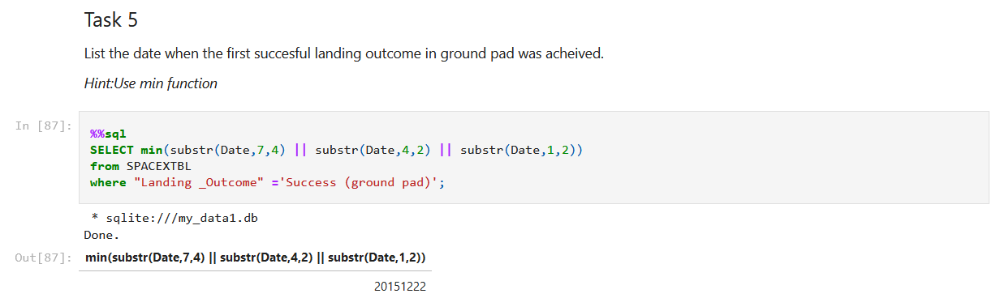 Task 5
List the date when the first succesful landing outcome in ground pad was acheived.
Hint:Use min function
In [87]:
%%sql
SELECT min(substr(Date,7,4) || substr(Date,4,2) || substr(Date,1,2))
from SPACEXTBL
where "Landing _Outcome" ='Success (ground pad)';
* sqlite:///my_data1.db
Done.
Out[87]: min(substr(Date,7,4) || substr(Date,4,2) || substr(Date,1,2))
20151222